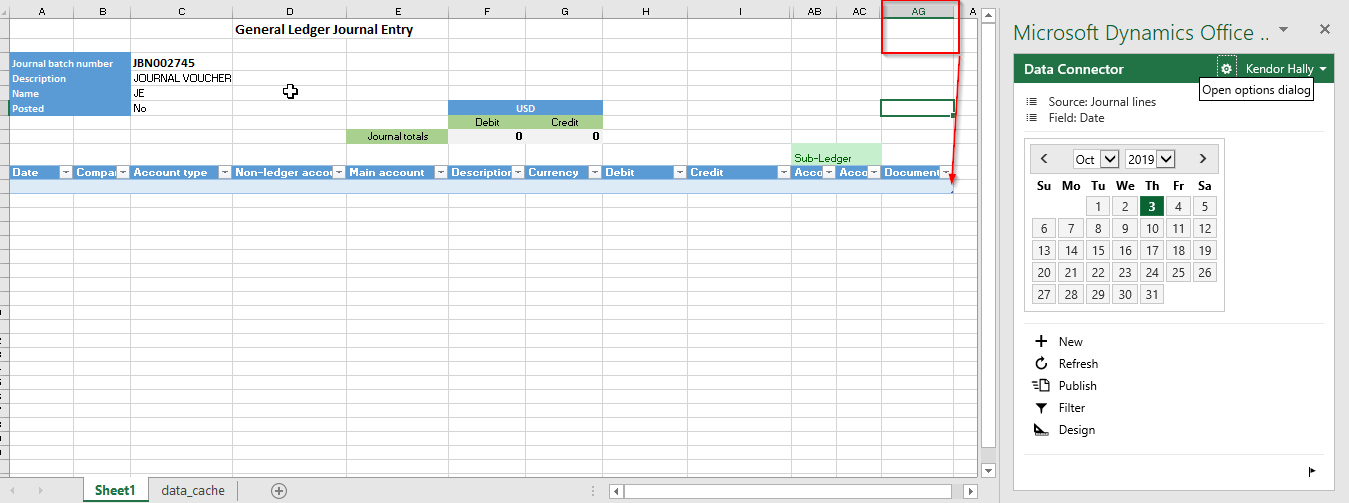 A B C D E F G H I AB AC AG A
General Ledger Journal Entry
Journal batch number JBN002745
Description JOURNAL VOUCHER
Name JE
Posted No
USD
Debit Credit
Journal totals 0 0
Sub-Ledger
Date Compa Account type Non-ledger accou Main account Description Currency Debit Credit Acco Acco Document
Sheet1 data_cache
Microsoft Dynamics Office ...
Data Connector Kendor Hally
Open options dialog
Source: Journal lines
Field: Date
Oct 2019
Su Mo Tu We Th Fr Sa
1 2 3 4 5
6 7 8 9 10 11 12
13 14 15 16 17 18 19
20 21 22 23 24 25 26
27 28 29 30 31
New
Refresh
Publish
Filter
Design